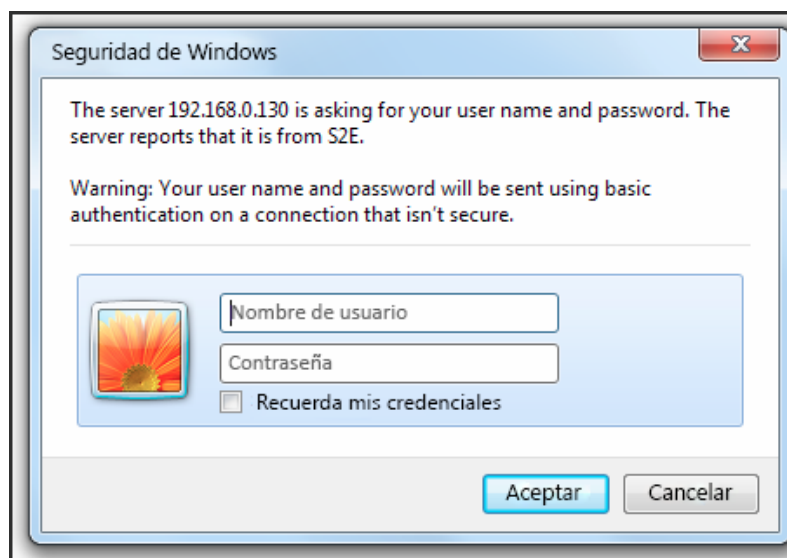 Seguridad de Windows
The server 192.168.0.130 is asking for your user name and password. The
server reports that it is from S2E.
Warning: Your user name and password will be sent using basic
authentication on a connection that isn't secure.
Nombre de usuario
Contraseña
Recuerda mis credenciales
Aceptar Cancelar